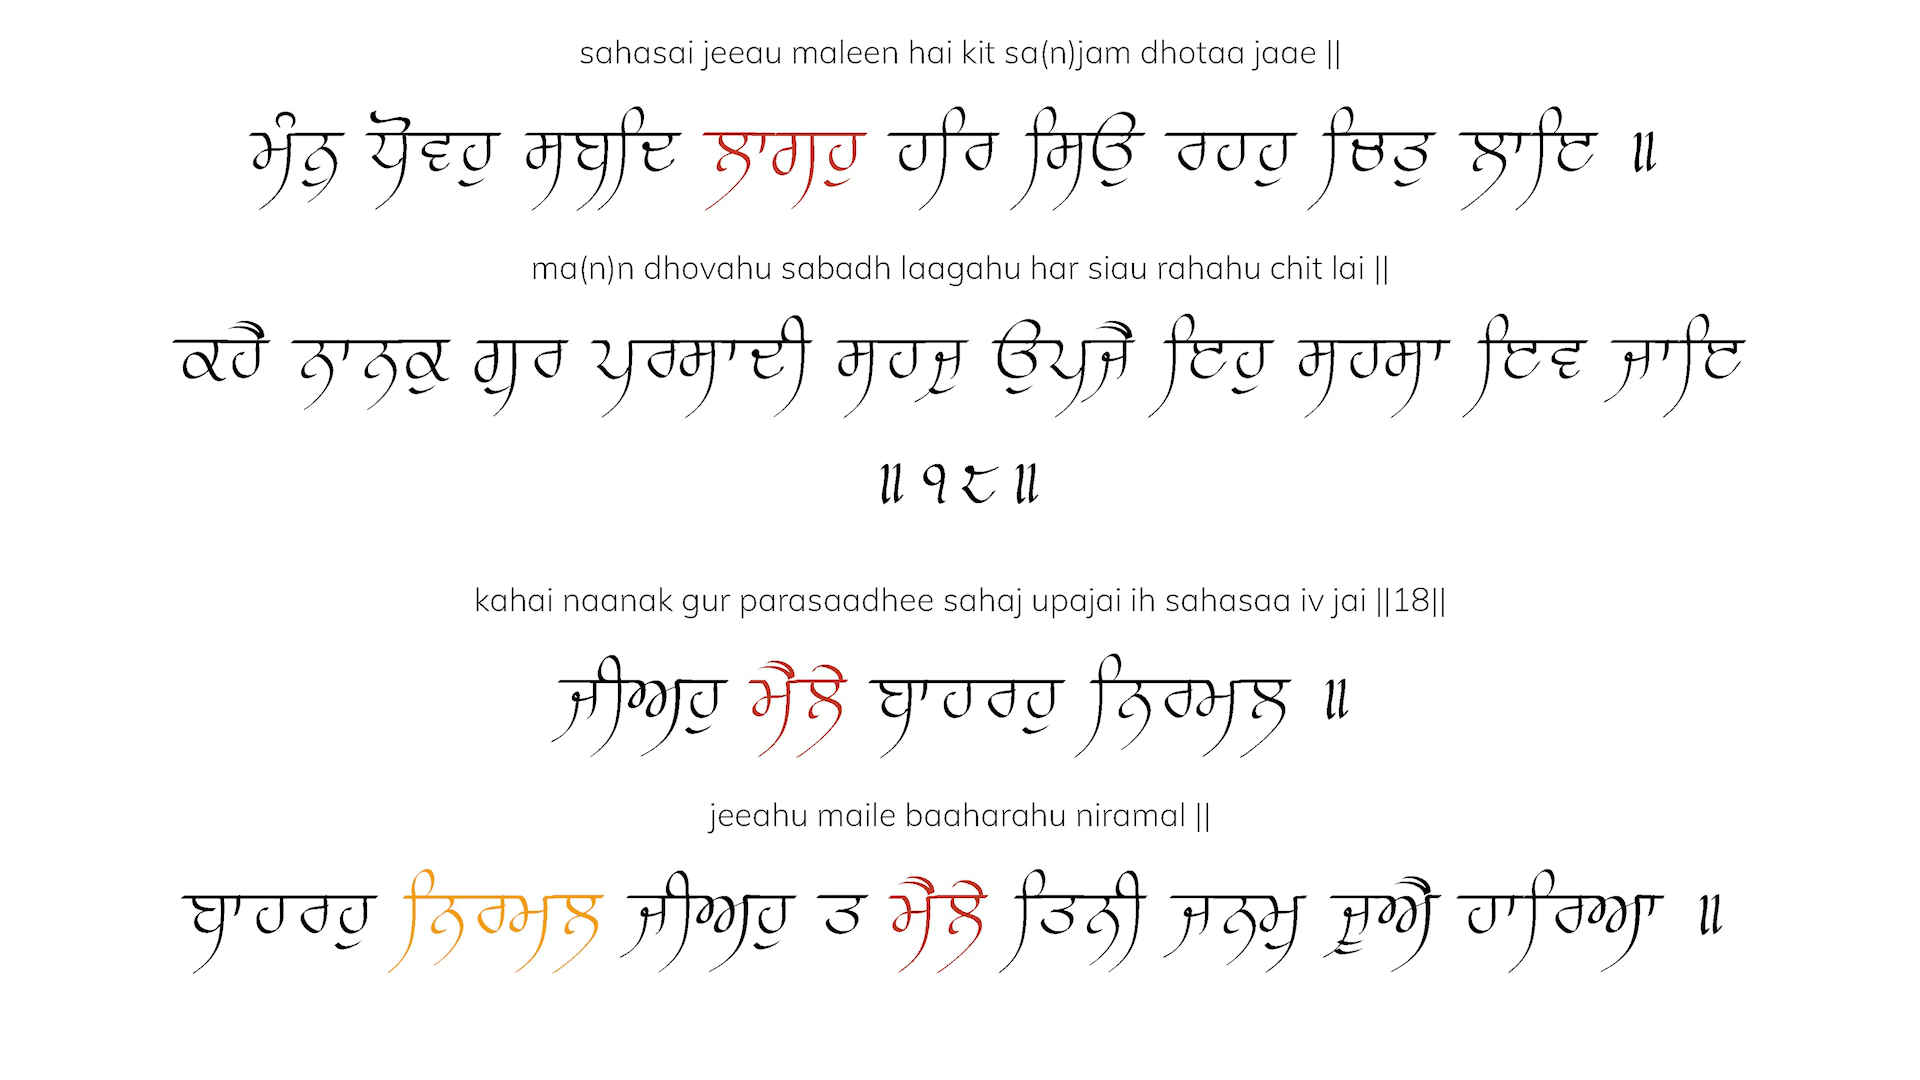 sahasai jeeau maleen hai kit sa(n)jam dhotaa jaae ||
ਮੰਨੁ ਧੋਵਹੁ ਸਬਦਿ ਲਾਗਹੁ ਹਰਿ ਸਿਉ ਰਹਹੁ ਚਿਤੁ ਲਾਇ ॥
ma(n)n dhovahu sabadh laagahu har siau rahahu chit lai ||
ਕਹੈ ਨਾਨਕੁ ਗੁਰ ਪਰਸਾਦੀ ਸਹਜੁ ਉਪਜੈ ਇਹੁ ਸਹਸਾ ਇਵ ਜਾਇ
॥੧੮॥
kahai naanak gur parasaadhee sahaj upajai ih sahasaa iv jai ||18||
ਜੀਅਹੁ ਮੈਲੇ ਬਾਹਰਹੁ ਨਿਰਮਲ ॥
jeeahu maile baaharahu niramal ||
ਬਾਹਰਹੁ ਨਿਰਮਲ ਜੀਅਹੁ ਤ ਮੈਲੇ ਤਿਨੀ ਜਨਮੁ ਜੂਐ ਹਾਰਿਆ ॥